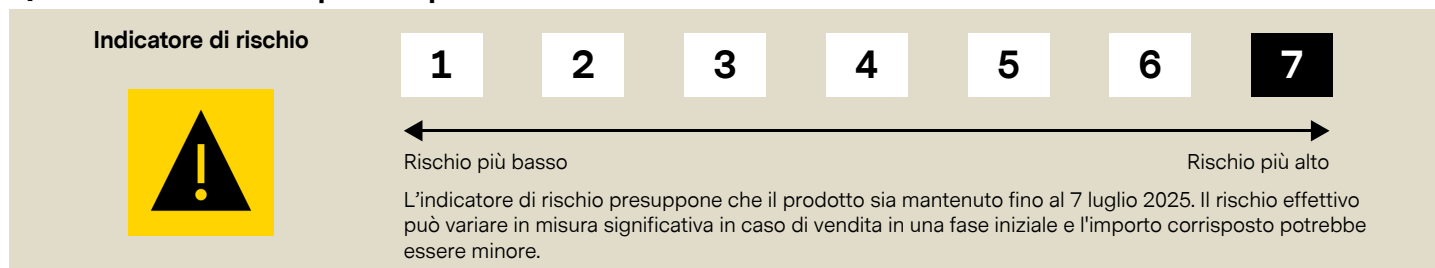 Indicatore di rischio
1 2 3 4 5 6 7
Rischio più basso Rischio più alto
L'indicatore di rischio presuppone che il prodotto sia mantenuto fino al 7 luglio 2025. Il rischio effettivo
può variare in misura significativa in caso di vendita in una fase iniziale e l'importo corrisposto potrebbe
essere minore.